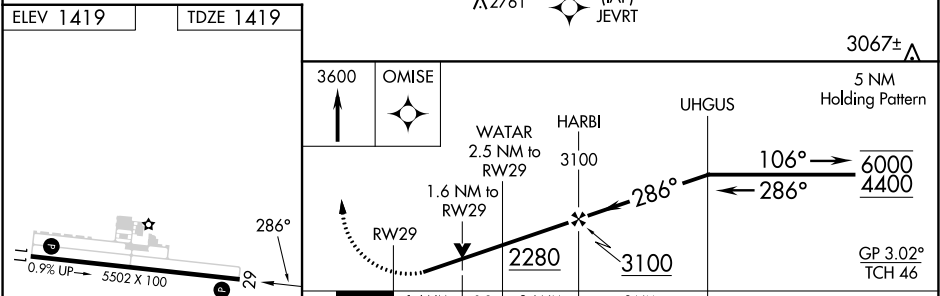 ELEV 1419
TDZE 1419
2781
(IAF)
JEVRT
3067±
3600
OMISE
5 NM
Holding Pattern
UHGUS
HARBI
3100
WATAR
2.5 NM to
RW29
1.6 NM to
RW29
RW29
106°
286°
6000
4400
286°
2280
3100
GP 3.02°
TCH 46
286°
11
P
0.9% UP
5502 X 100
29
P